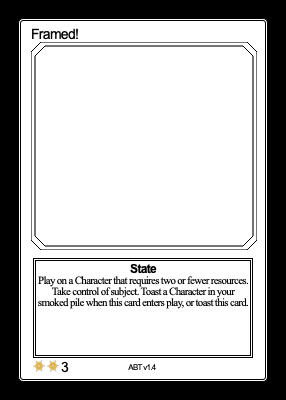 Framed!
State
Play on a Character that requires two or fewer resources.
Take control of subject. Toast a Character in your
smoked pile when this card enters play, or toast this card.
3
ABT v1.4